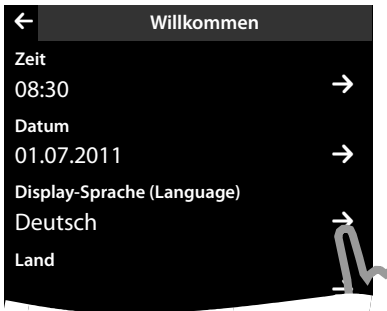 Willkommen
Zeit
08:30
Datum
01.07.2011
Display-Sprache (Language)
Deutsch
Land